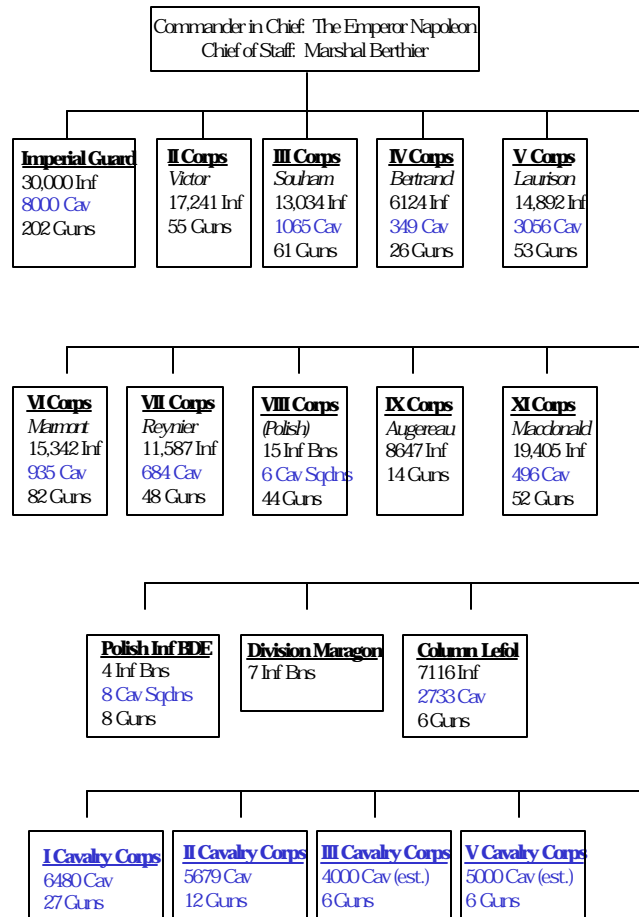 Commander in Chief: The Emperor Napoleon
Chief of Staff: Marshal Berthier
Imperial Guard
30,000 Inf
8000 Cav
202 Guns
II Corps
Victor
17,241 Inf
55 Guns
III Corps
Souham
13,034 Inf
1065 Cav
61 Guns
IV Corps
Bertrand
6124 Inf
349 Cav
26 Guns
V Corps
Laurison
14,892 Inf
3056 Cav
53 Guns
VI Corps
Marmont
15,342 Inf
935 Cav
82 Guns
VII Corps
Reynier
11,587 Inf
684 Cav
48 Guns
VIII Corps
(Polish)
15 Inf Bns
6 Cav Sqdns
44 Guns
IX Corps
Augereau
8647 Inf
14 Guns
XI Corps
Macdonald
19,405 Inf
496 Cav
52 Guns
Polish Inf BDE
4 Inf Bns
8 Cav Sqdns
8 Guns
Division Maragon
7 Inf Bns
Column Lefol
7116 Inf
2733 Cav
6 Guns
I Cavalry Corps
6480 Cav
27 Guns
II Cavalry Corps
5679 Cav
12 Guns
III Cavalry Corps
4000 Cav (est.)
6 Guns
V Cavalry Corps
5000 Cav (est.)
6 Guns